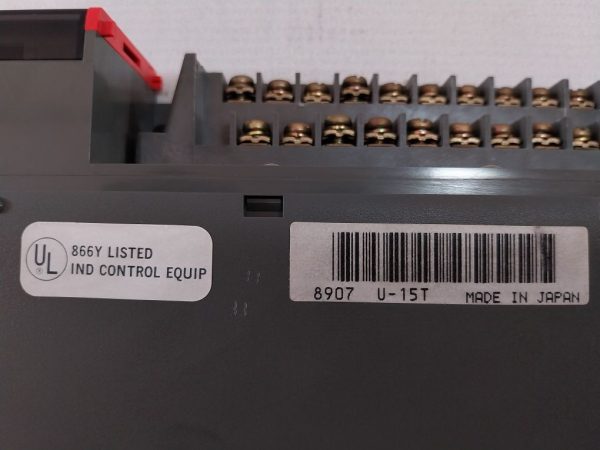 UL
®
866Y LISTED
IND CONTROL EQUIP
8907 U-15T MADE IN JAPAN